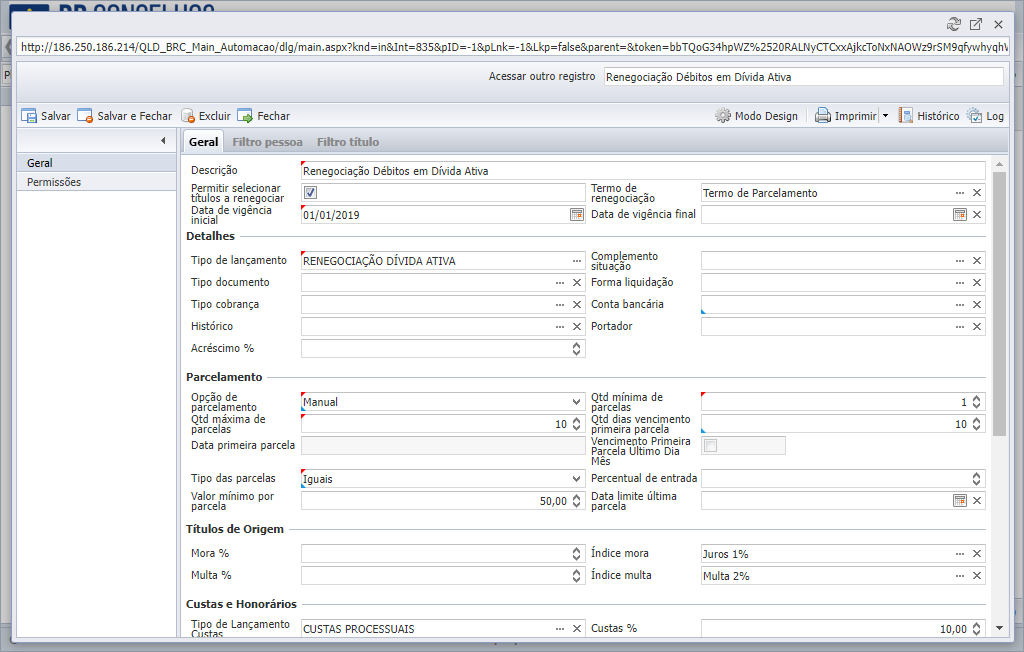 BR CONSELHOS
http://186.250.186.214/QLD_BRC_Main_Automacao/dlg/main.aspx?knd=in&Int=835&pID=-1&pLnk=-1&Lkp=false&parent=&token=bbTQoG34hpWZ%2520RALNyCTCxxAjkcToNxNAOWz9rSM9qfywhyqhW
Acessar outro registro Renegociação Débitos em Dívida Ativa
Salvar Salvar e Fechar Excluir Fechar Modo Design Imprimir Histórico Log
Geral Filtro pessoa Filtro título
Geral
Permissões
Descrição Renegociação Débitos em Dívida Ativa
Permitir selecionar
títulos a renegociar
Termo de
renegociação
Termo de Parcelamento
Data de vigência
inicial
01/01/2019
Data de vigência final
Detalhes
Tipo de lançamento RENEGOCIAÇÃO DÍVIDA ATIVA
Complemento
situação
Tipo documento Forma liquidação
Tipo cobrança Conta bancária
Histórico Portador
Acréscimo %
Parcelamento
Opção de
parcelamento
Manual
Qtd mínima de
parcelas
1
Qtd máxima de
parcelas
10
Qtd dias vencimento
primeira parcela
10
Data primeira parcela
Vencimento Primeira
Parcela Último Dia
Mês
Tipo das parcelas Iguais Percentual de entrada
Valor mínimo por
parcela
50,00
Data limite última
parcela
Títulos de Origem
Mora % Índice mora Juros 1%
Multa % Índice multa Multa 2%
Custas e Honorários
Tipo de Lançamento
Custas
CUSTAS PROCESSUAIS Custas % 10,00